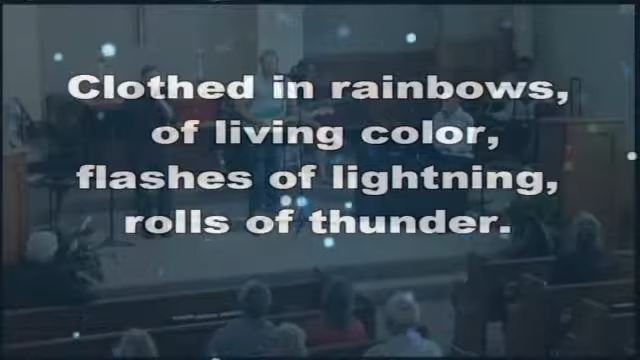 Clothed in rainbows,
of living color,
flashes of lightning,
rolls of thunder.